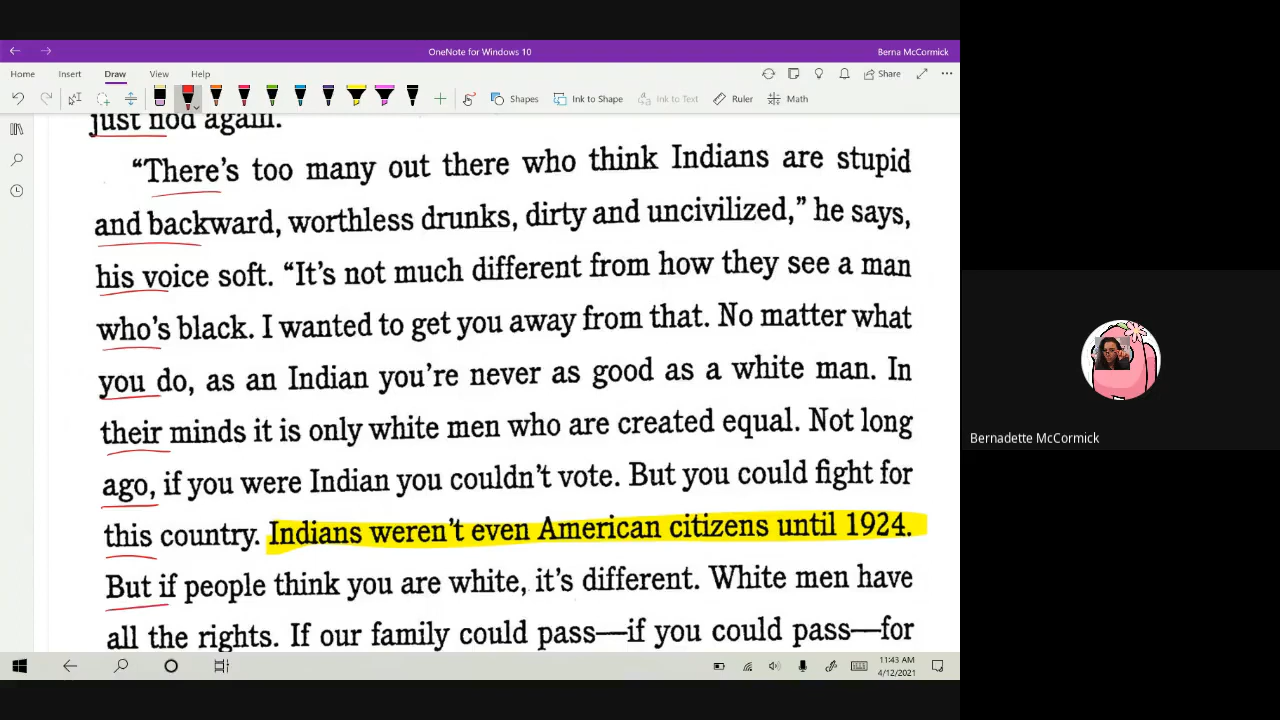 OneNote for Windows 10
Berna McCormick
Home Insert Draw View Help
Share
Shapes Ink to Shape Ink to Text Ruler Math
just nod again.
“There’s too many out there who think Indians are stupid
and backward, worthless drunks, dirty and uncivilized,” he says,
his voice soft. “It’s not much different from how they see a man
who’s black. I wanted to get you away from that. No matter what
you do, as an Indian you’re never as good as a white man. In
their minds it is only white men who are created equal. Not long
ago, if you were Indian you couldn’t vote. But you could fight for
this country. Indians weren’t even American citizens until 1924.
But if people think you are white, it’s different. White men have
all the rights. If our family could pass—if you could pass—for
Bernadette McCormick
11:43 AM
4/12/2021